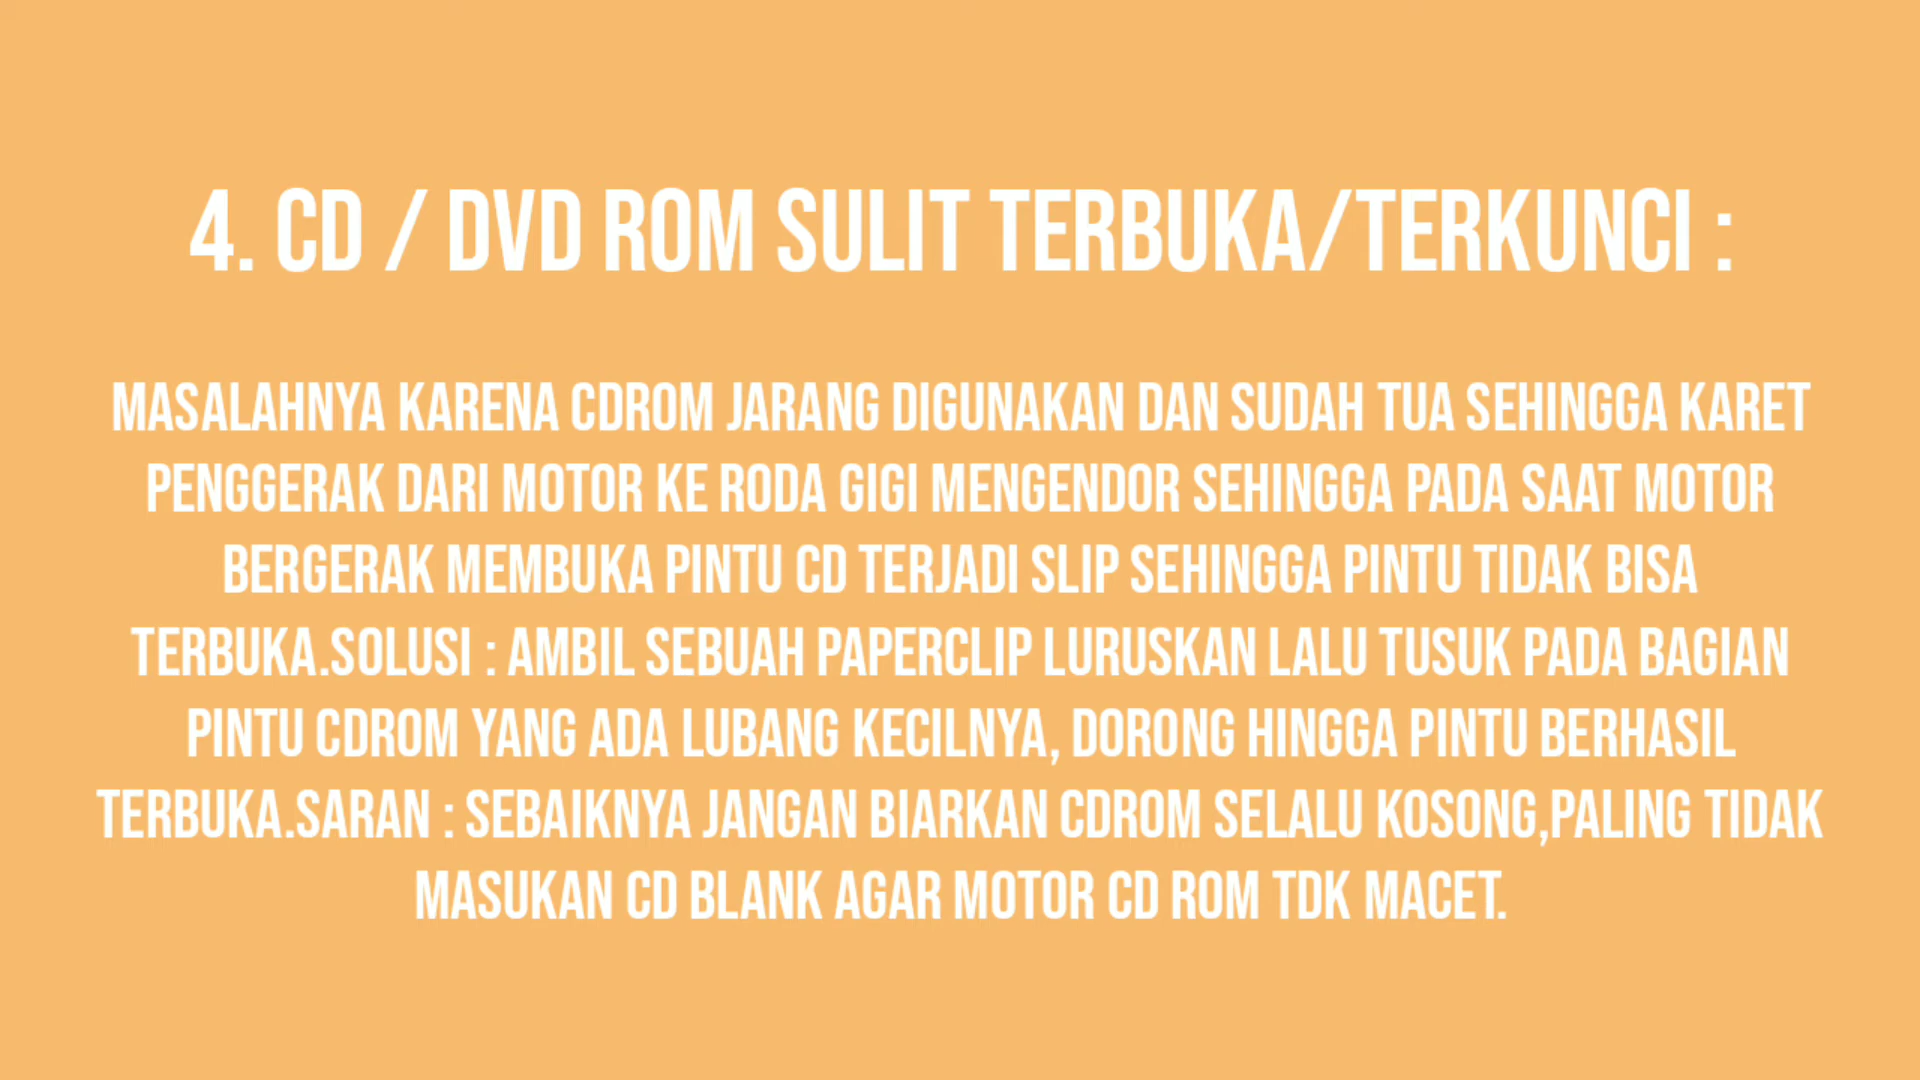 4. CD / DVD ROM SULIT TERBUKA/TERKUNCI :
MASALAHNYA KARENA CDROM JARANG DIGUNAKAN DAN SUDAH TUA SEHINGGA KARET
PENGGERAK DARI MOTOR KE RODA GIGI MENGENDOR SEHINGGA PADA SAAT MOTOR
BERGERAK MEMBUKA PINTU CD TERJADI SLIP SEHINGGA PINTU TIDAK BISA
TERBUKA.SOLUSI : AMBIL SEBUAH PAPERCLIP LURUSKAN LALU TUSUK PADA BAGIAN
PINTU CDROM YANG ADA LUBANG KECILNYA, DORONG HINGGA PINTU BERHASIL
TERBUKA.SARAN : SEBAIKNYA JANGAN BIARKAN CDROM SELALU KOSONG,PALING TIDAK
MASUKAN CD BLANK AGAR MOTOR CD ROM TDK MACET.